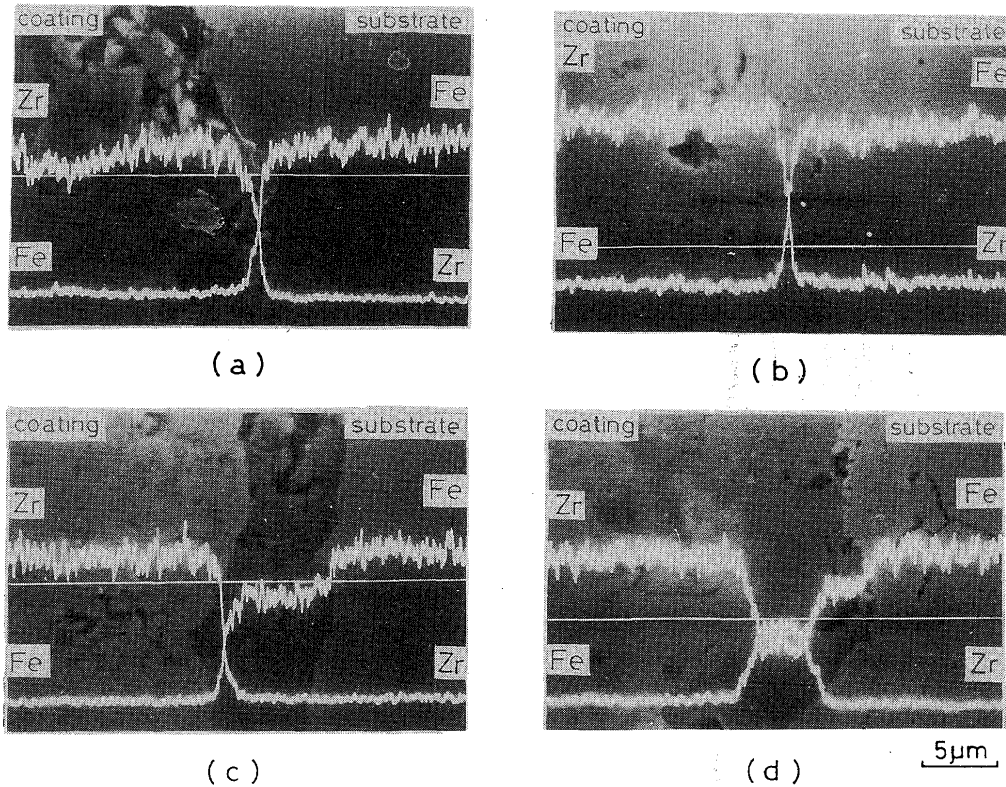 coating substrate
Zr Fe
Fe Zr
(a)
coating substrate
Zr Fe
Fe Zr
(b)
coating substrate
Zr Fe
Fe Zr
(c)
coating substrate
Zr Fe
Fe Zr
(d)
5μm